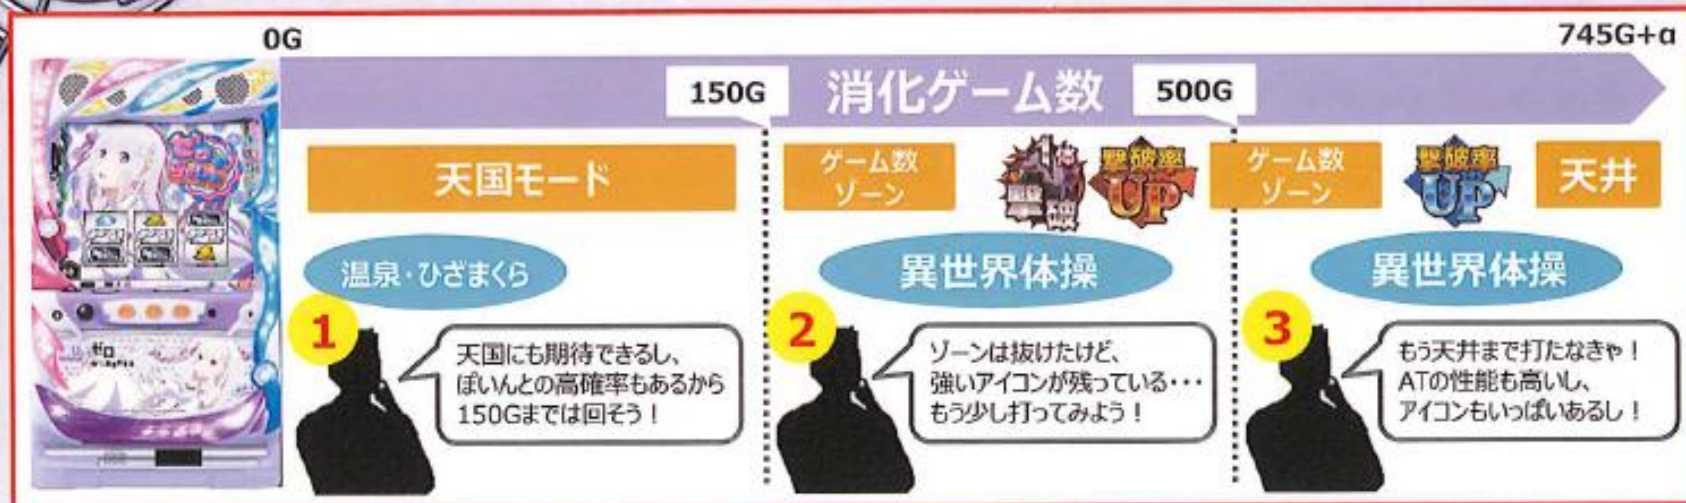 0G
745G+α
150G
消化ゲーム数
500G
天国モード
ゲーム数
ゾーン
撃破率
UP
ゲーム数
ゾーン
撃破率
UP
天井
温泉・ひざまくら
異世界体操
異世界体操
1
天国にも期待できるし、
ぽいんとの高確率もあるから
150Gまでは回そう！
2
ゾーンは抜けたけど、
強いアイコンが残っている・・・
もう少し打ってみよう！
3
もう天井まで打たなきゃ！
ATの性能も高いし、
アイコンもいっぱいあるし！
ゼロ